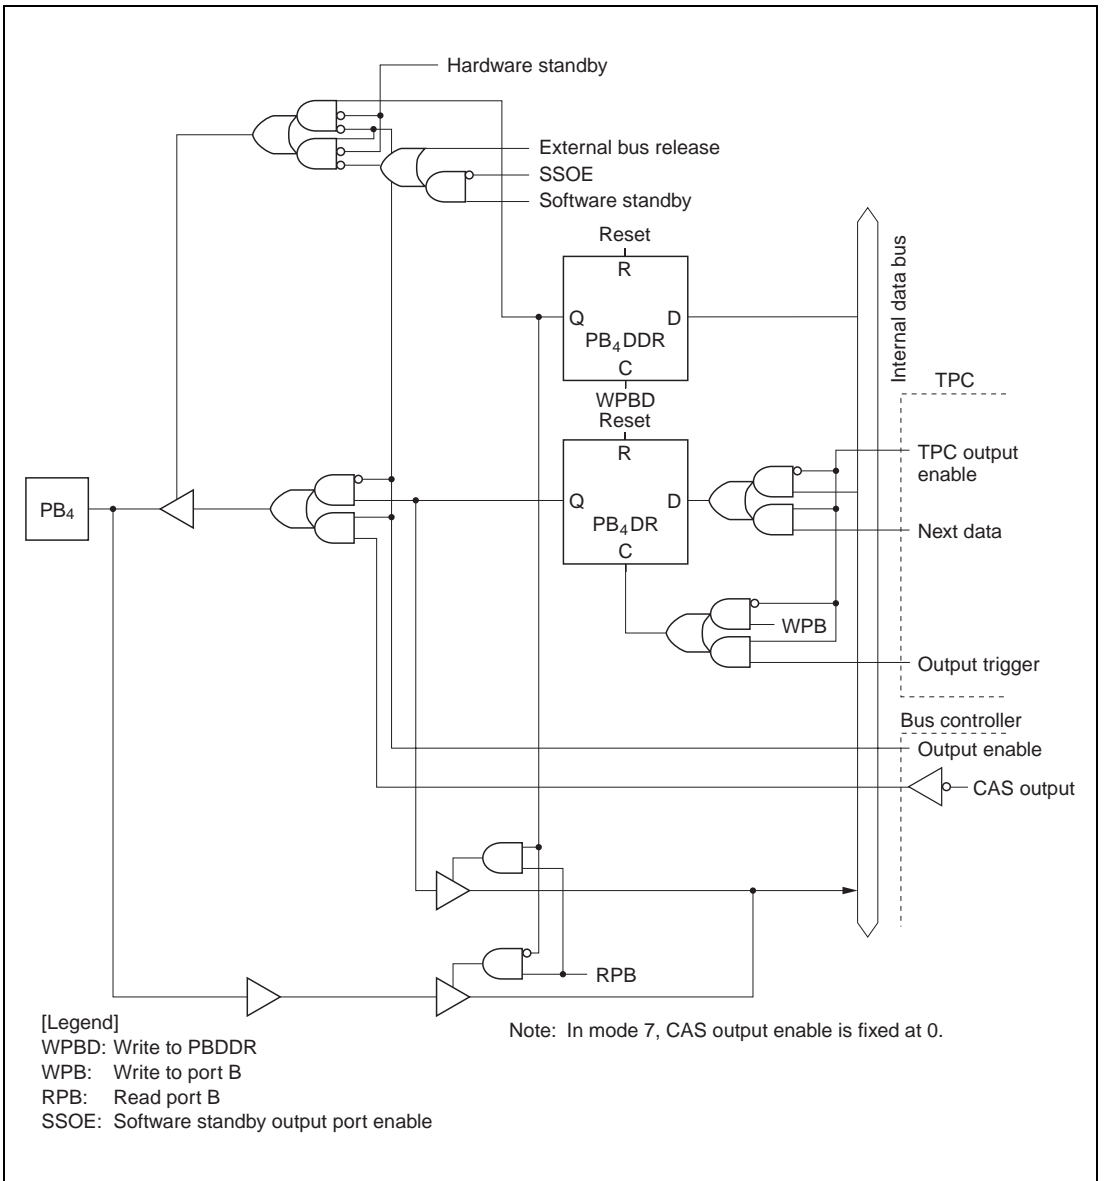 Hardware standby
External bus release
SSOE
Software standby
Reset
R
Q D
PB4DDR
C
WPBD
Internal data bus
TPC
Reset
R
Q D
PB4DR
C
TPC output
enable
Next data
PB4
WPB
Output trigger
Bus controller
Output enable
CAS output
RPB
[Legend]
WPBD: Write to PBDDR
WPB: Write to port B
RPB: Read port B
SSOE: Software standby output port enable
Note: In mode 7, CAS output enable is fixed at 0.